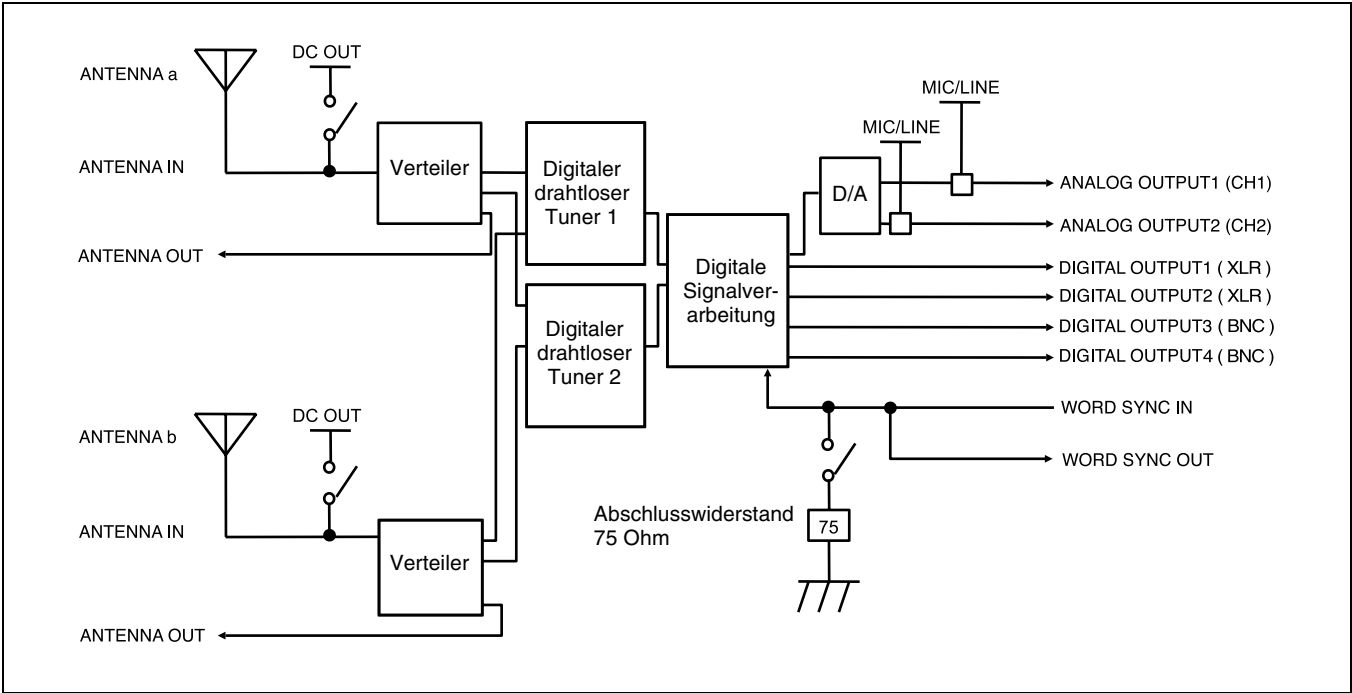 ANTENNA a
DC OUT
ANTENNA IN
Verteiler
ANTENNA OUT
Digitaler
drahtloser
Tuner 1
Digitaler
drahtloser
Tuner 2
Digitale
Signalver-
arbeitung
D/A
MIC/LINE
MIC/LINE
ANALOG OUTPUT1 (CH1)
ANALOG OUTPUT2 (CH2)
DIGITAL OUTPUT1 ( XLR )
DIGITAL OUTPUT2 ( XLR )
DIGITAL OUTPUT3 ( BNC )
DIGITAL OUTPUT4 ( BNC )
WORD SYNC IN
WORD SYNC OUT
ANTENNA b
DC OUT
ANTENNA IN
Verteiler
ANTENNA OUT
Abschlusswiderstand
75 Ohm
75